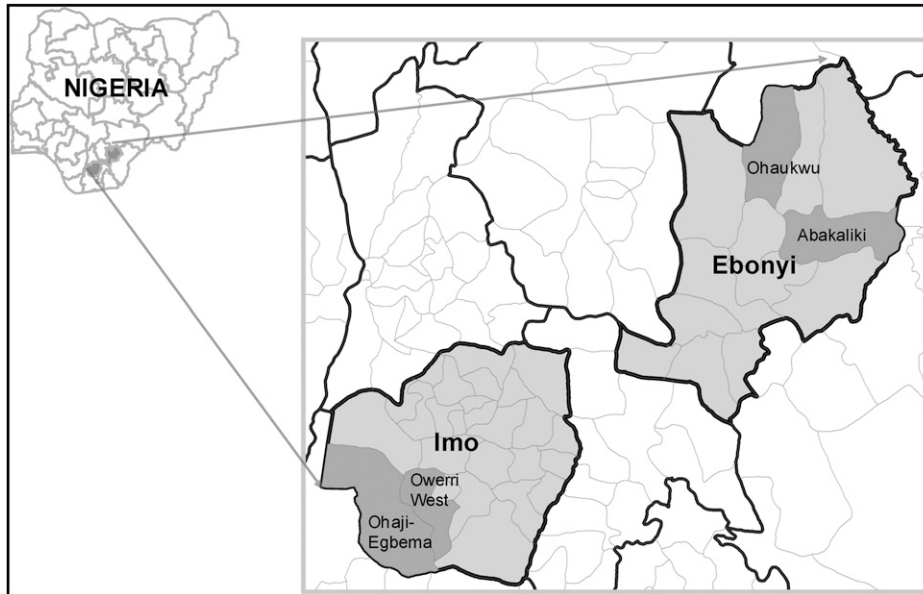 NIGERIA
Ohaukwu
Abakaliki
Ebonyi
Imo
Owerri
West
Ohaji-
Egbema